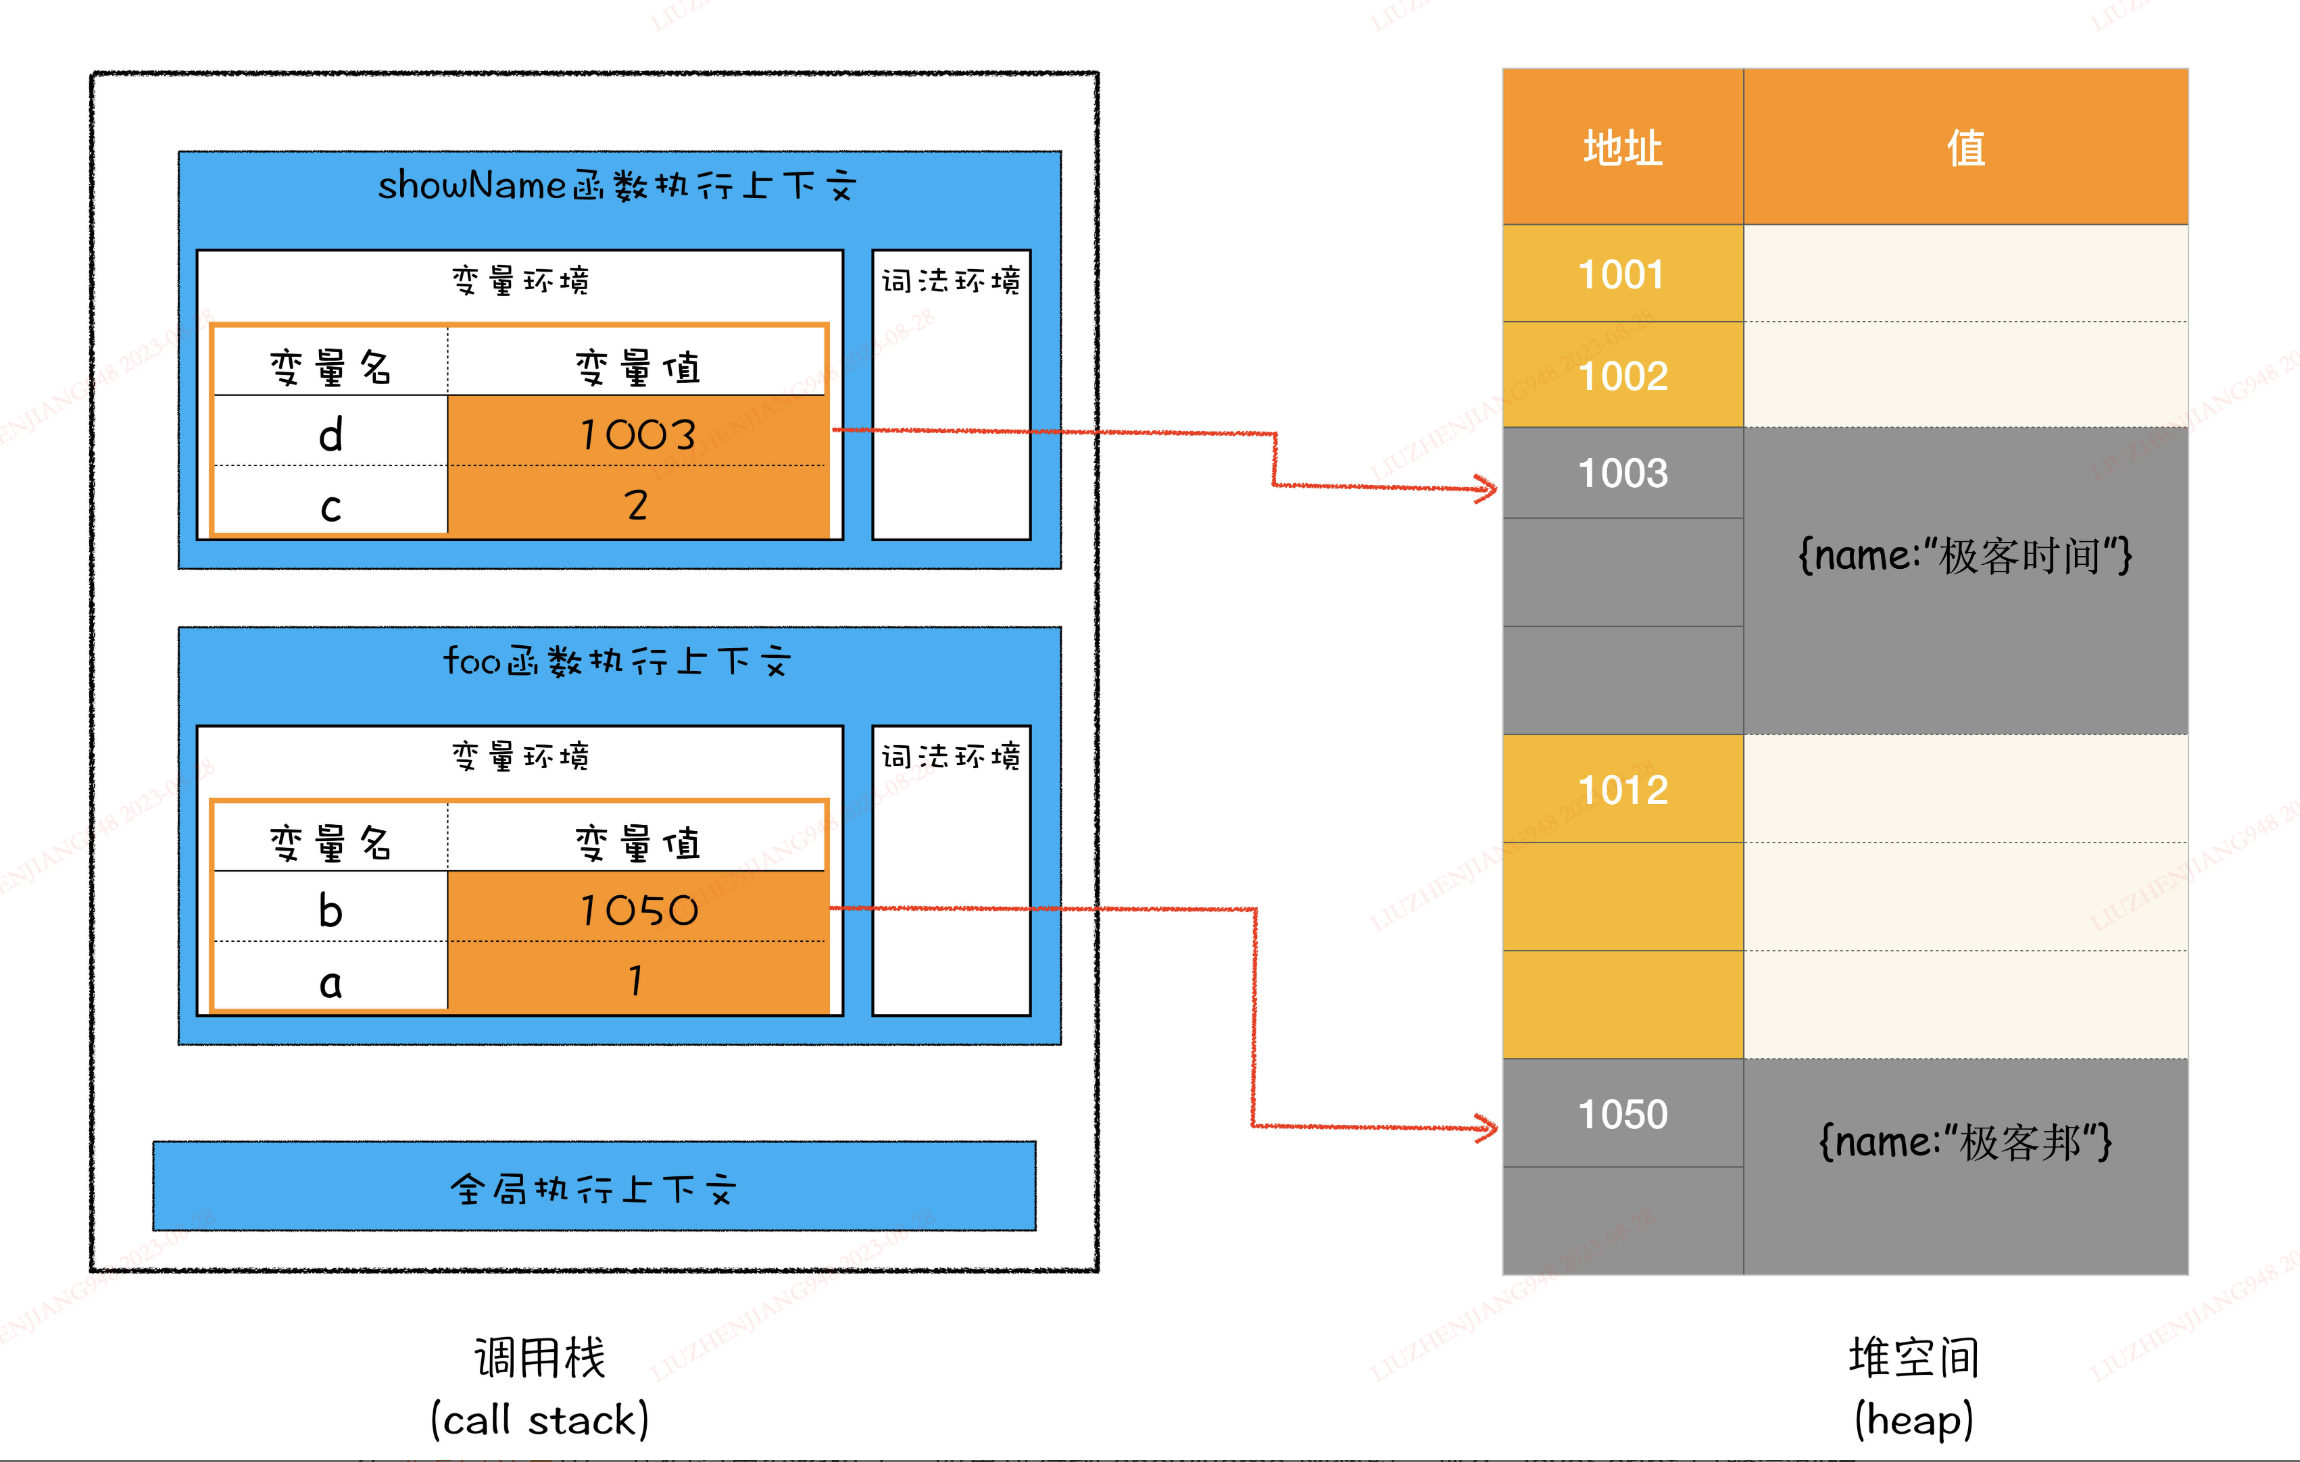 showName函数执行上下文
变量环境
词法环境
变量名 变量值
d 1003
c 2
foo函数执行上下文
变量环境
词法环境
变量名 变量值
b 1050
a 1
全局执行上下文
调用栈
(call stack)
地址 值
1001
1002
1003
{name:"极客时间"}
1012
1050
{name:"极客邦"}
堆空间
(heap)
LIUZHENJIANG948 2023-08-28